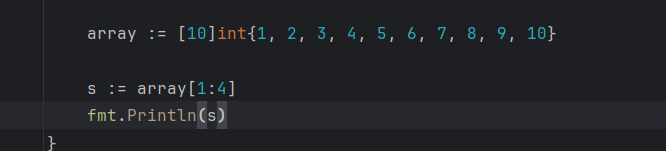 array := [10]int{1, 2, 3, 4, 5, 6, 7, 8, 9, 10}
s := array[1:4]
fmt.Println(s)
}